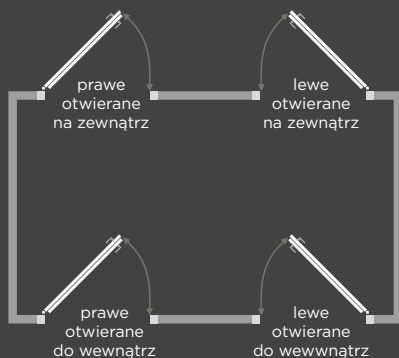 prawe
otwierane
na zewnątrz
lewe
otwierane
na zewnątrz
prawe
otwierane
do wewnątrz
lewe
otwierane
do wewwnątrz